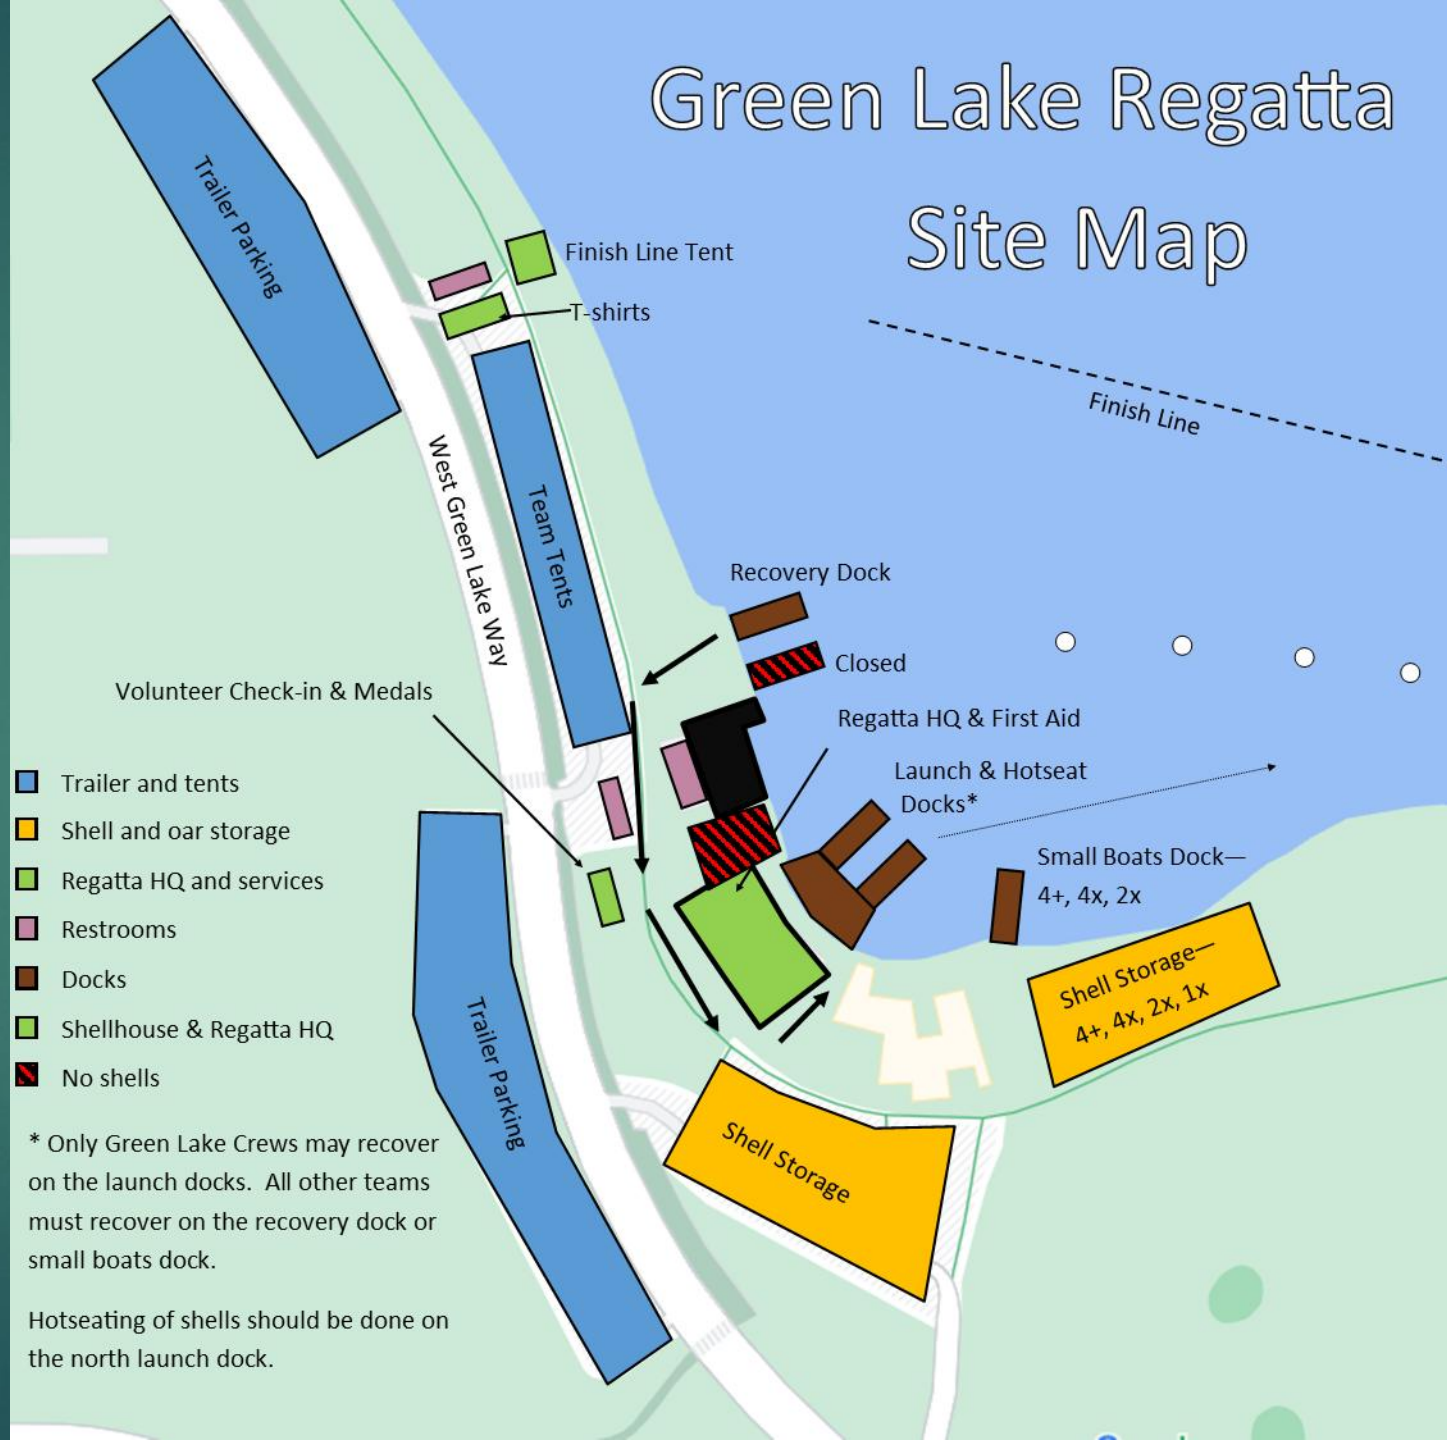 Green Lake Regatta
Site Map
Trailer Parking
Finish Line Tent
T-shirts
Finish Line
West Green Lake Way
Team Tents
Recovery Dock
Closed
Volunteer Check-in & Medals
Regatta HQ & First Aid
Launch & Hotseat
Docks*
Small Boats Dock—
4+, 4x, 2x
Shell Storage—
4+, 4x, 2x, 1x
Trailer Parking
Shell Storage
Trailer and tents
Shell and oar storage
Regatta HQ and services
Restrooms
Docks
Shellhouse & Regatta HQ
No shells
* Only Green Lake Crews may recover
on the launch docks.  All other teams
must recover on the recovery dock or
small boats dock.
Hotseating of shells should be done on
the north launch dock.